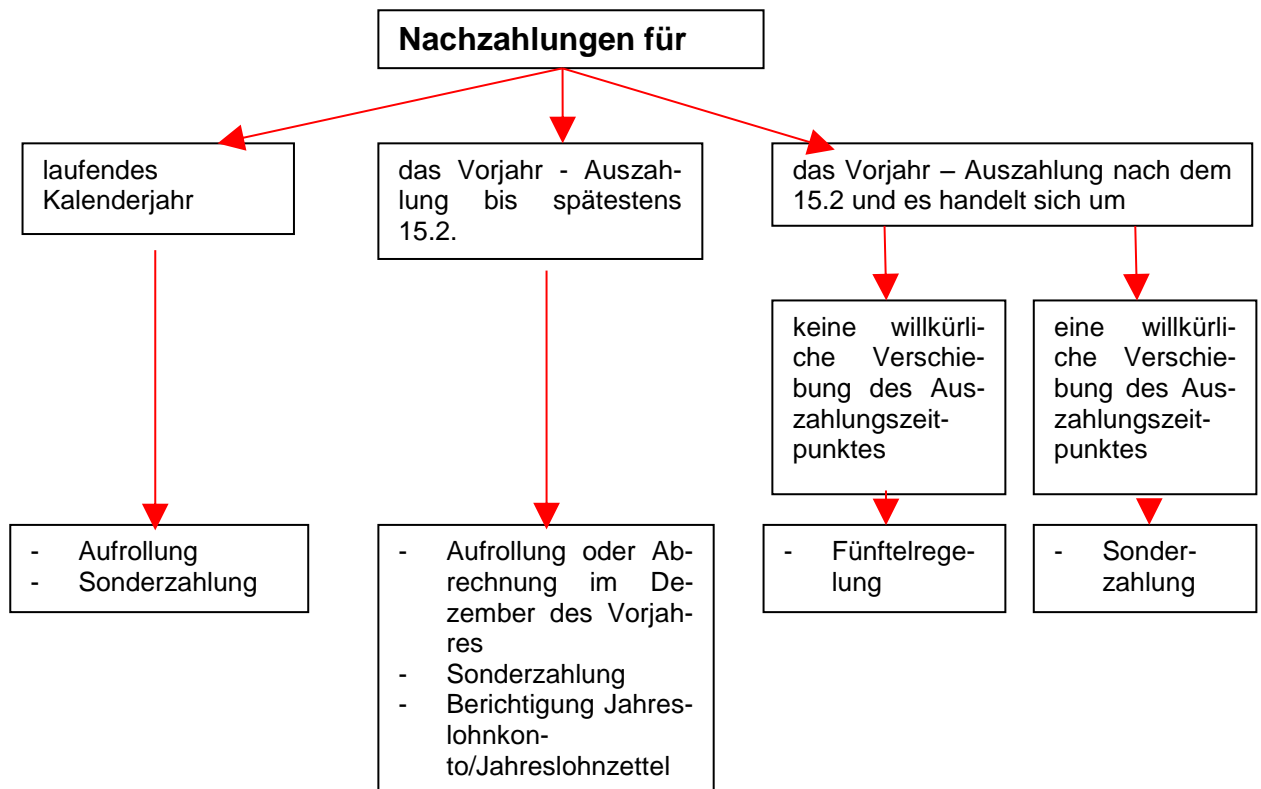 Nachzahlungen für
laufendes
Kalenderjahr
das Vorjahr - Auszah-
lung bis spätestens
15.2.
das Vorjahr – Auszahlung nach dem
15.2 und es handelt sich um
keine willkürli-
che Verschie-
bung des Aus-
zahlungszeit-
punktes
eine willkürli-
che Verschie-
bung des Aus-
zahlungszeit-
punktes
- Aufrollung
- Sonderzahlung
- Aufrollung oder Ab-
rechnung im De-
zember des Vorjah-
res
- Sonderzahlung
- Berichtigung Jahres-
lohnkon-
to/Jahreslohnzettel
- Fünftelrege-
lung
- Sonder-
zahlung